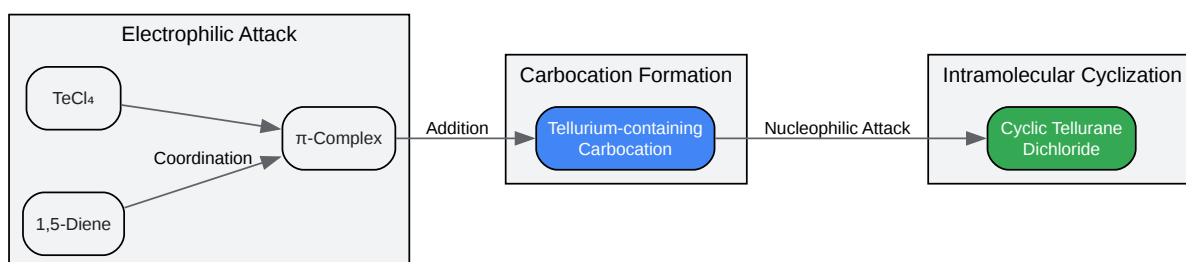 Electrophilic Attack
TeCl₄
Coordination
1,5-Diene
π-Complex
Addition
Carbocation Formation
Tellurium-containing
Carbocation
Nucleophilic Attack
Intramolecular Cyclization
Cyclic Tellurane
Dichloride